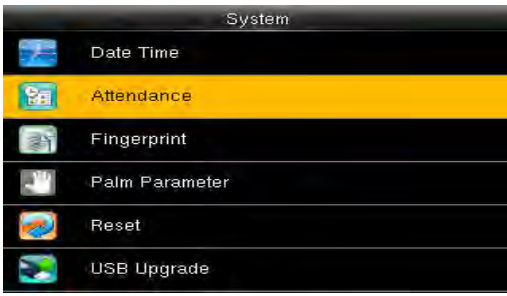 System
Date Time
Attendance
Fingerprint
Palm Parameter
Reset
USB Upgrade